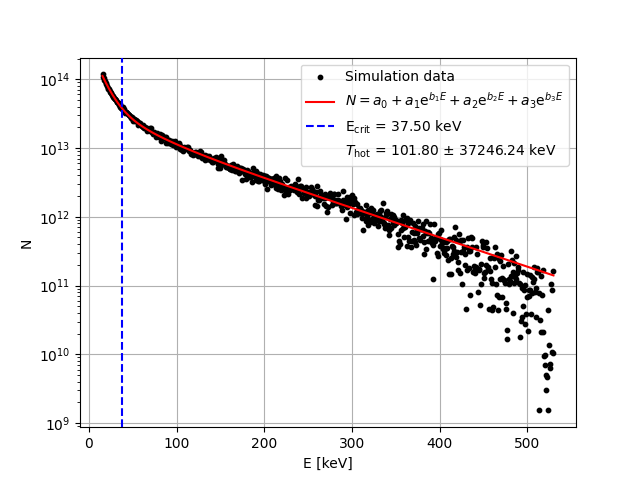 Simulation data
N = a₀ + a₁e^{b₁E} + a₂e^{b₂E} + a₃e^{b₃E}
E_crit = 37.50 keV
T_hot = 101.80 ± 37246.24 keV
N
10¹⁴
10¹³
10¹²
10¹¹
10¹⁰
10⁹
0 100 200 300 400 500
E [keV]